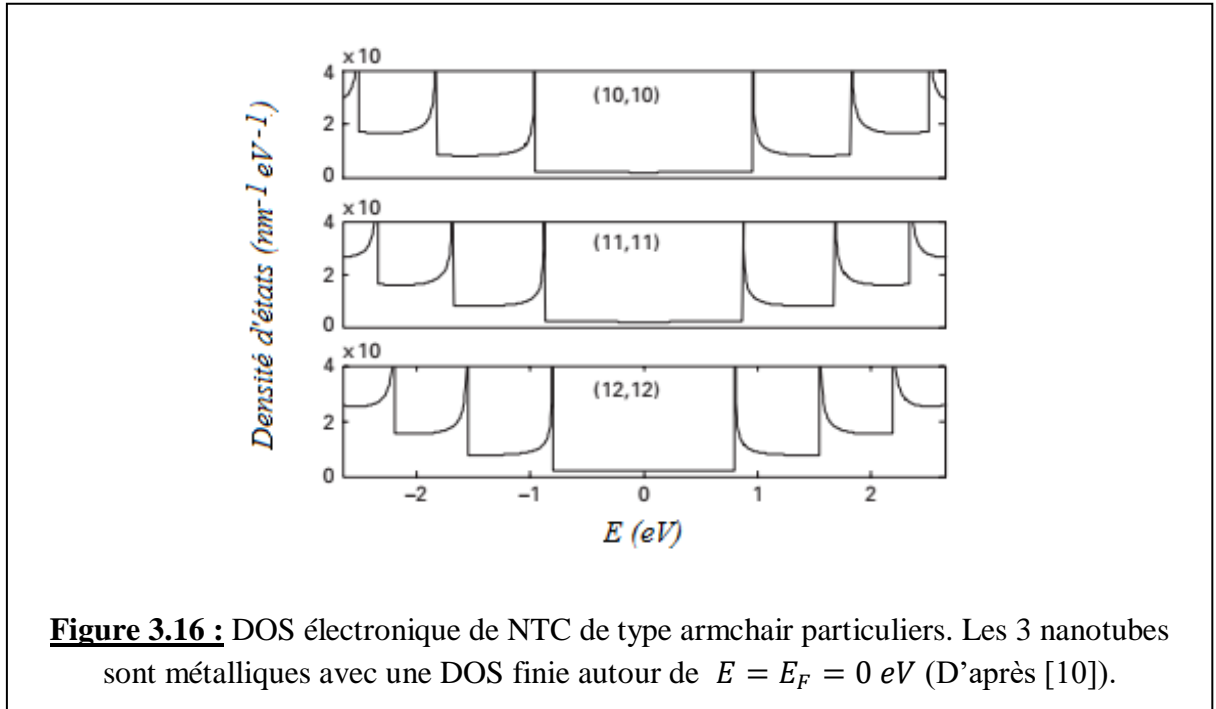 4 ×10
2
0
(10,10)
4 ×10
2
0
(11,11)
4 ×10
2
0
(12,12)
Densité d'états (nm⁻¹ eV⁻¹)
−2 −1 0 1 2
E (eV)
Figure 3.16 : DOS électronique de NTC de type armchair particuliers. Les 3 nanotubes
sont métalliques avec une DOS finie autour de E = E_F = 0 eV (D’après [10]).